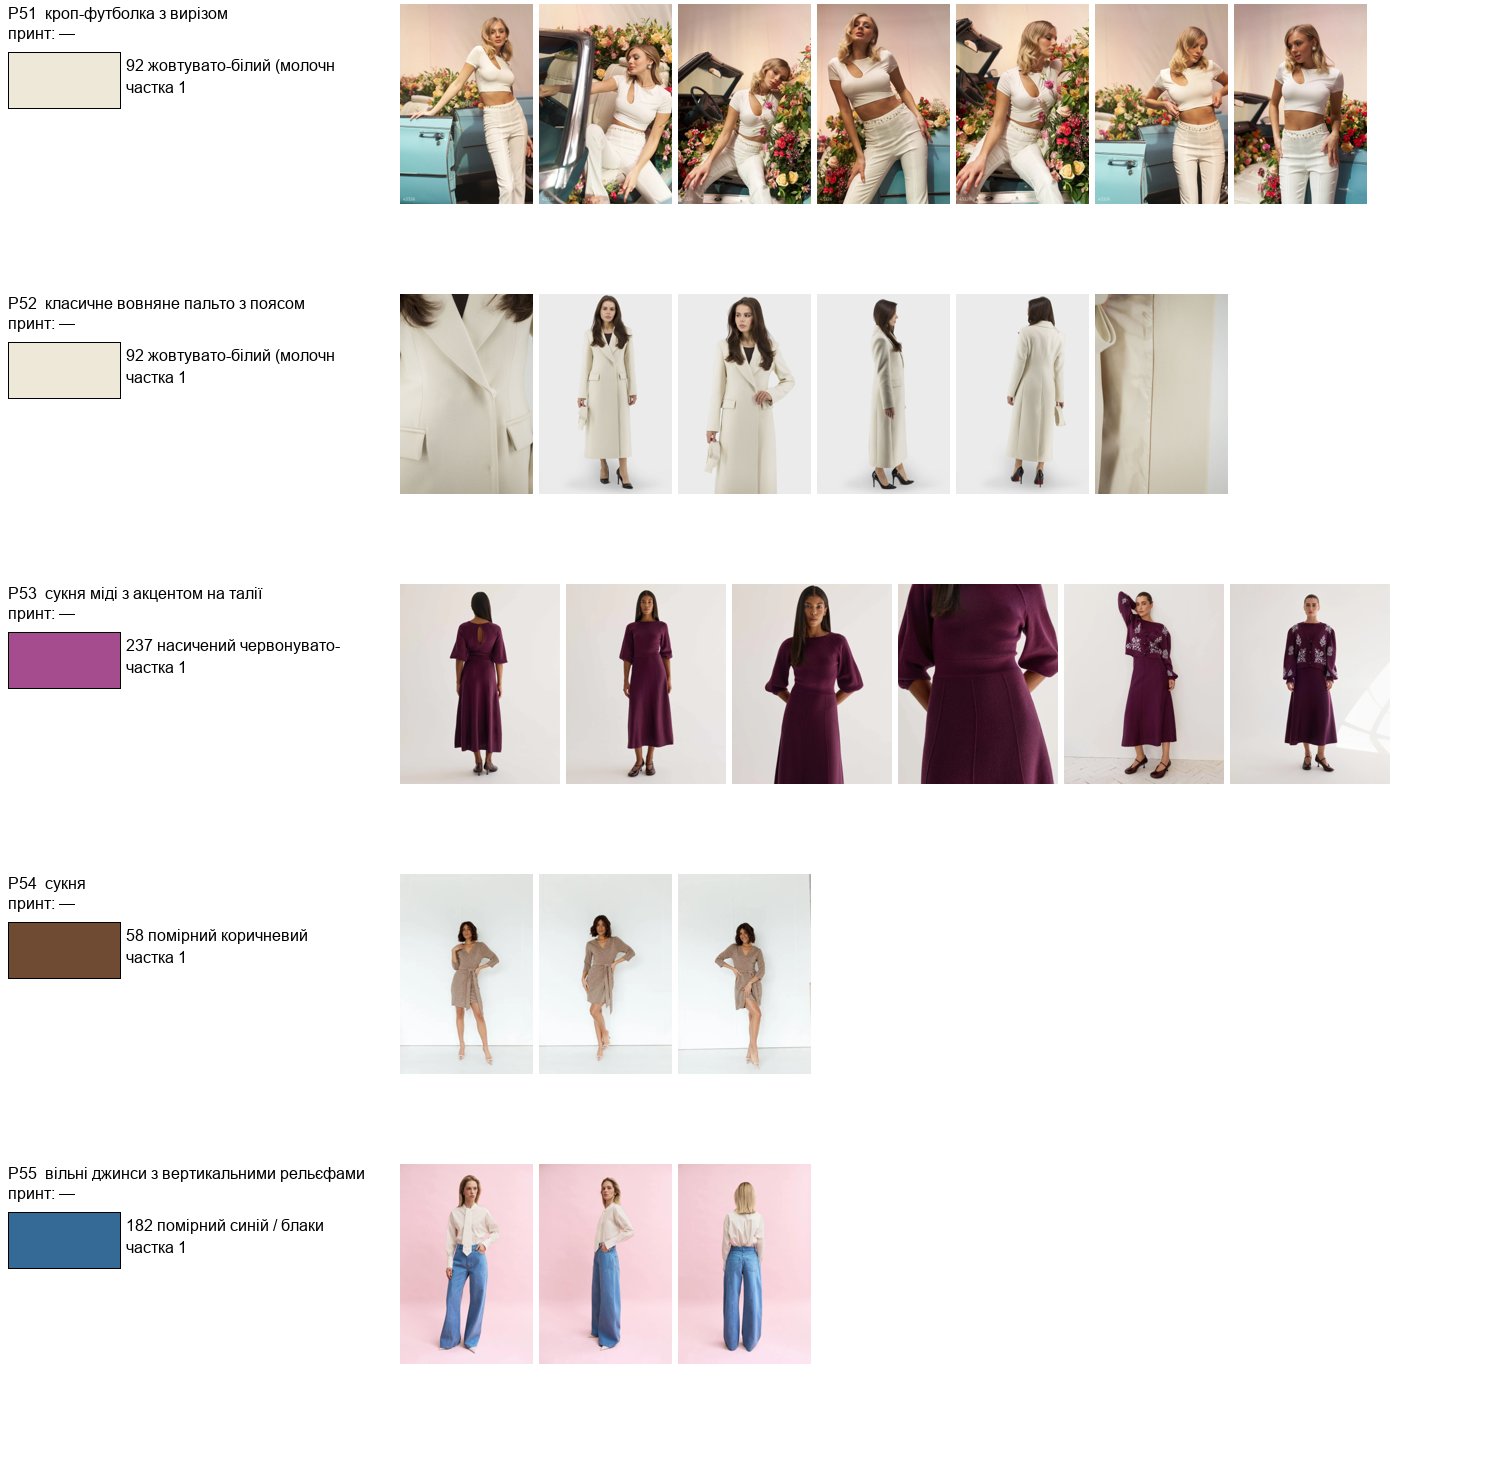 P51 кроп-футболка з вирізом
принт: —
92 жовтувато-білий (молочн
частка 1
P52 класичне вовняне пальто з поясом
принт: —
92 жовтувато-білий (молочн
частка 1
P53 сукня міді з акцентом на талії
принт: —
237 насичений червонувато-
частка 1
P54 сукня
принт: —
58 помірний коричневий
частка 1
P55 вільні джинси з вертикальними рельєфами
принт: —
182 помірний синій / блаки
частка 1